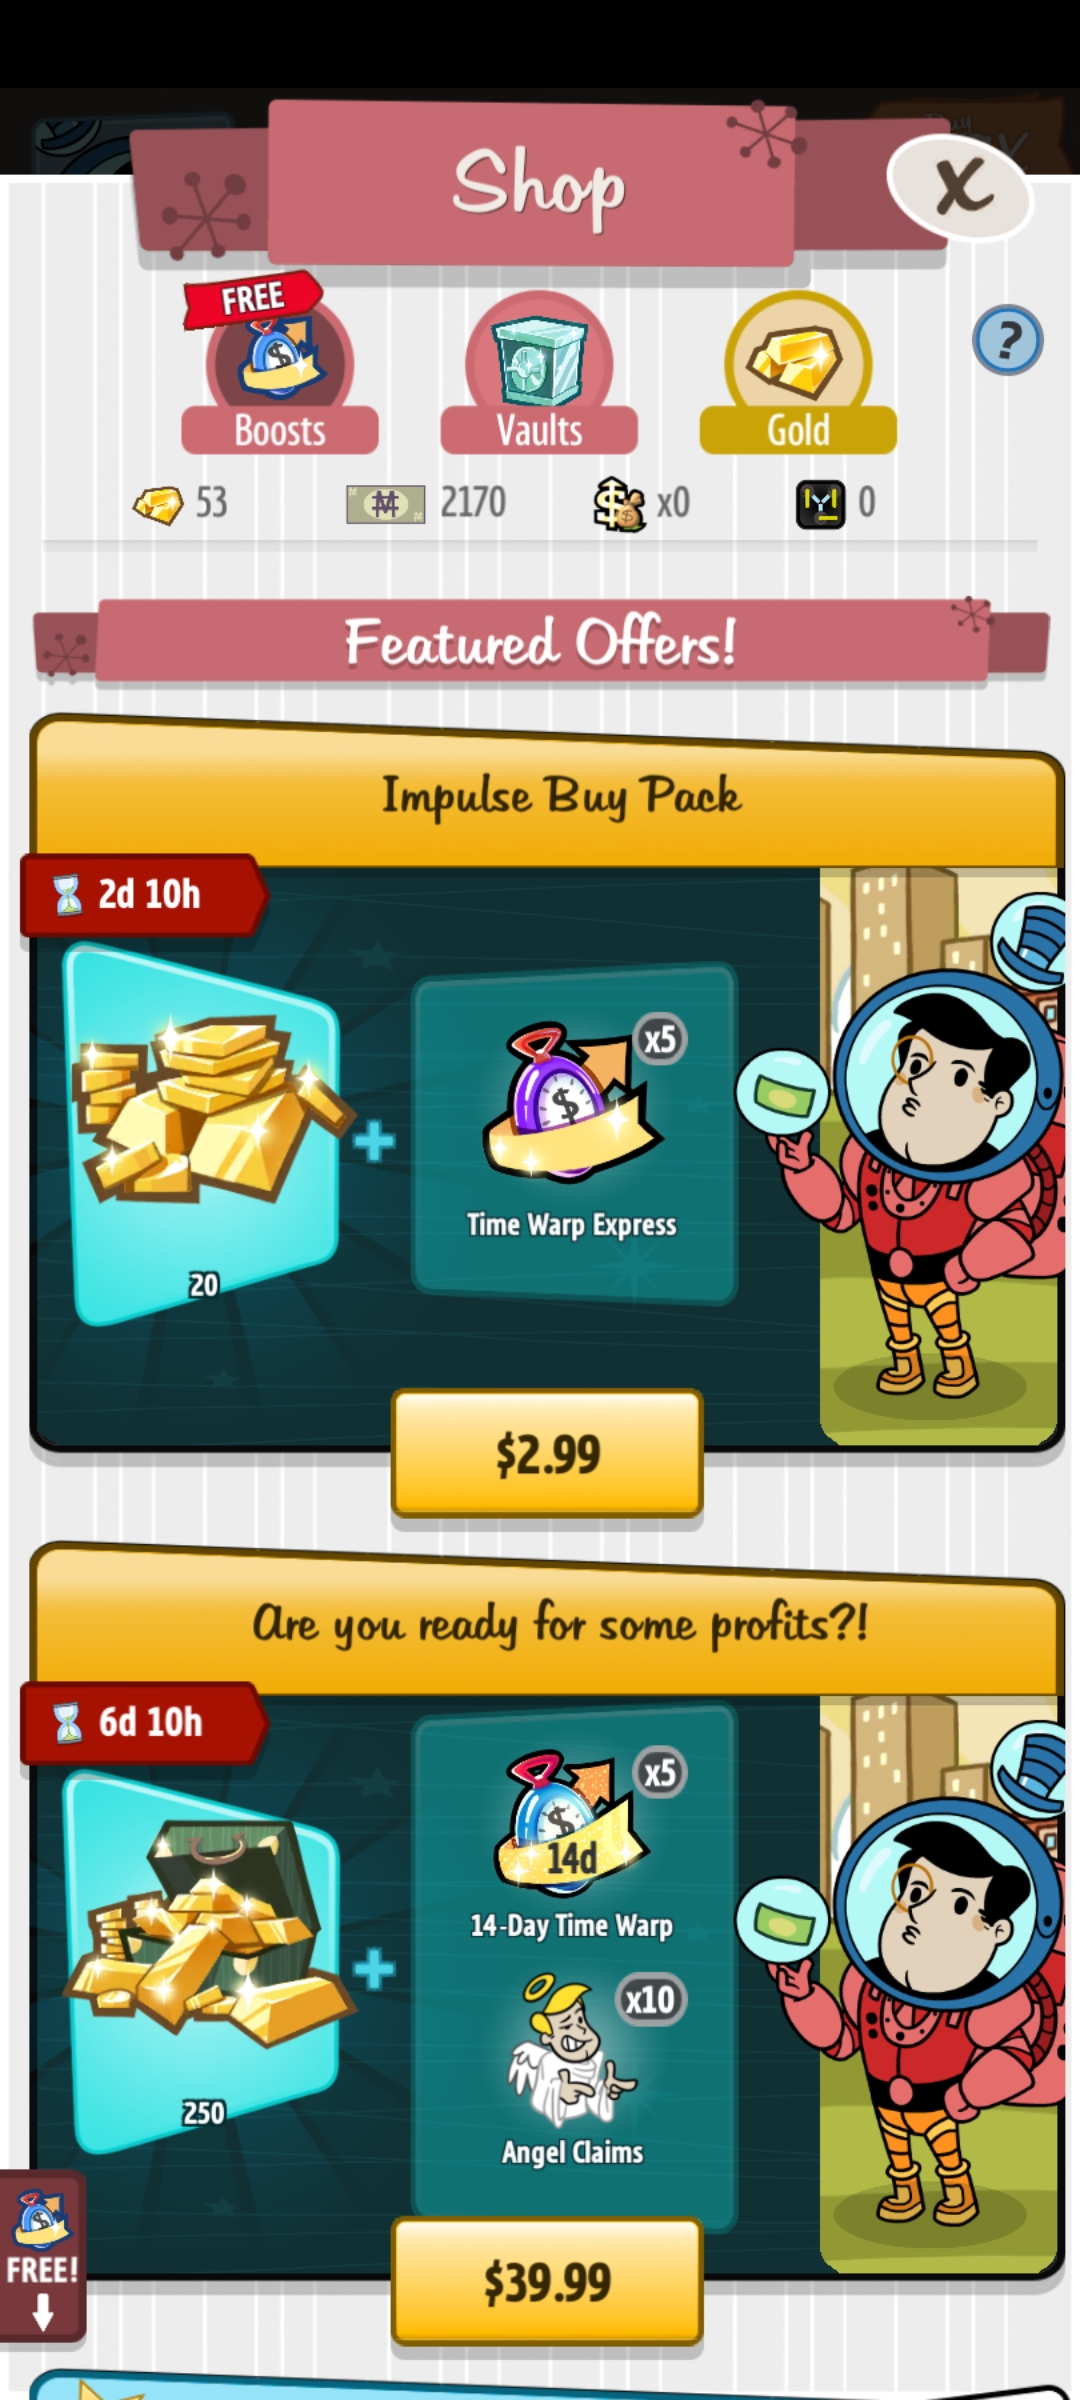 Shop
X
FREE
?
Boosts
Vaults
Gold
53
2170
x0
0
Featured Offers!
Impulse Buy Pack
2d 10h
x5
Time Warp Express
20
$2.99
Are you ready for some profits?!
6d 10h
x5
14d
14-Day Time Warp
x10
250
Angel Claims
FREE!
$39.99